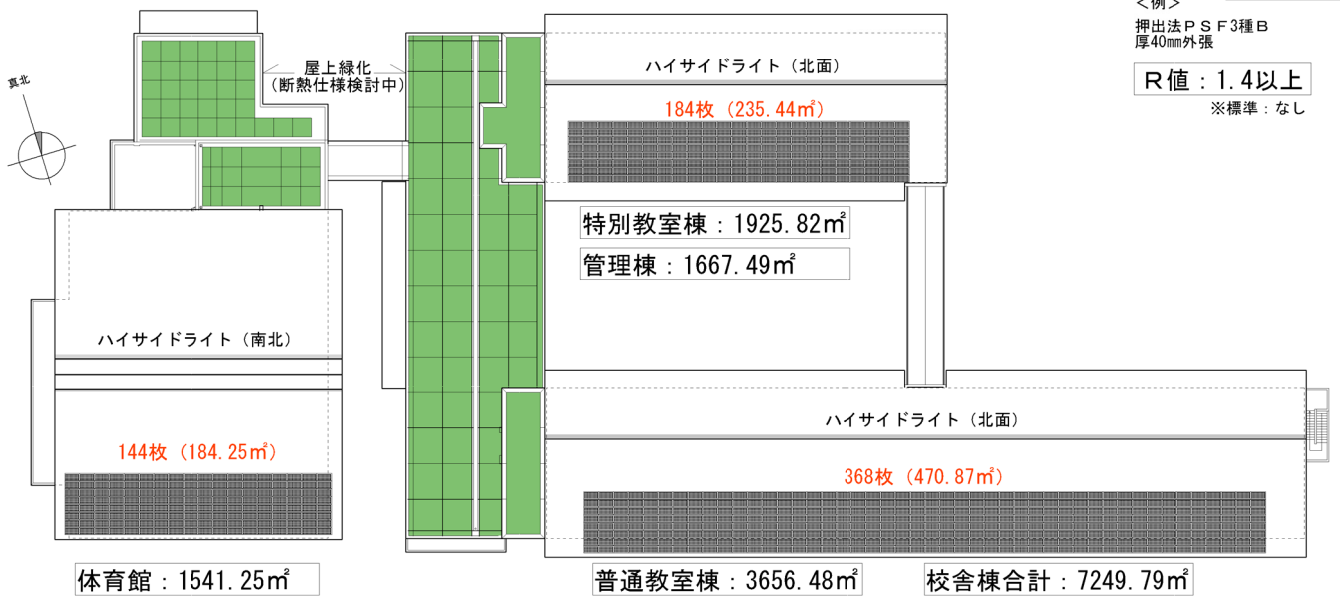 <例>
押出法PSF3種B
厚40mm外張
R値：1.4以上
※標準：なし
真北
屋上緑化
(断熱仕様検討中)
ハイサイドライト（北面）
184枚（235.44㎡）
特別教室棟：1925.82㎡
管理棟：1667.49㎡
ハイサイドライト（南北）
144枚（184.25㎡）
ハイサイドライト（北面）
368枚（470.87㎡）
体育館：1541.25㎡
普通教室棟：3656.48㎡
校舎棟合計：7249.79㎡